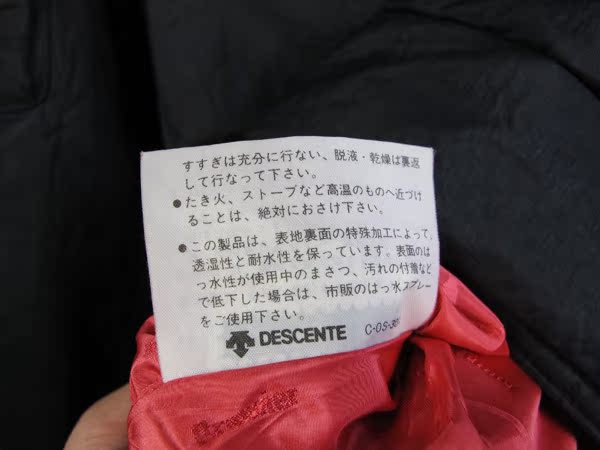 すすぎは充分に行ない、脱液・乾燥は裏返
して行なって下さい。
●たき火、ストーブなど高温のものへ近づけ
ることは、絶対におさけ下さい。
●この製品は、表地裏面の特殊加工によって、
透湿性と耐水性を保っています。表面のは
っ水性が使用中のまさつ、汚れの付着など
で低下した場合は、市販のはっ水スプレー
をご使用下さい。
DESCENTE C-OS-30